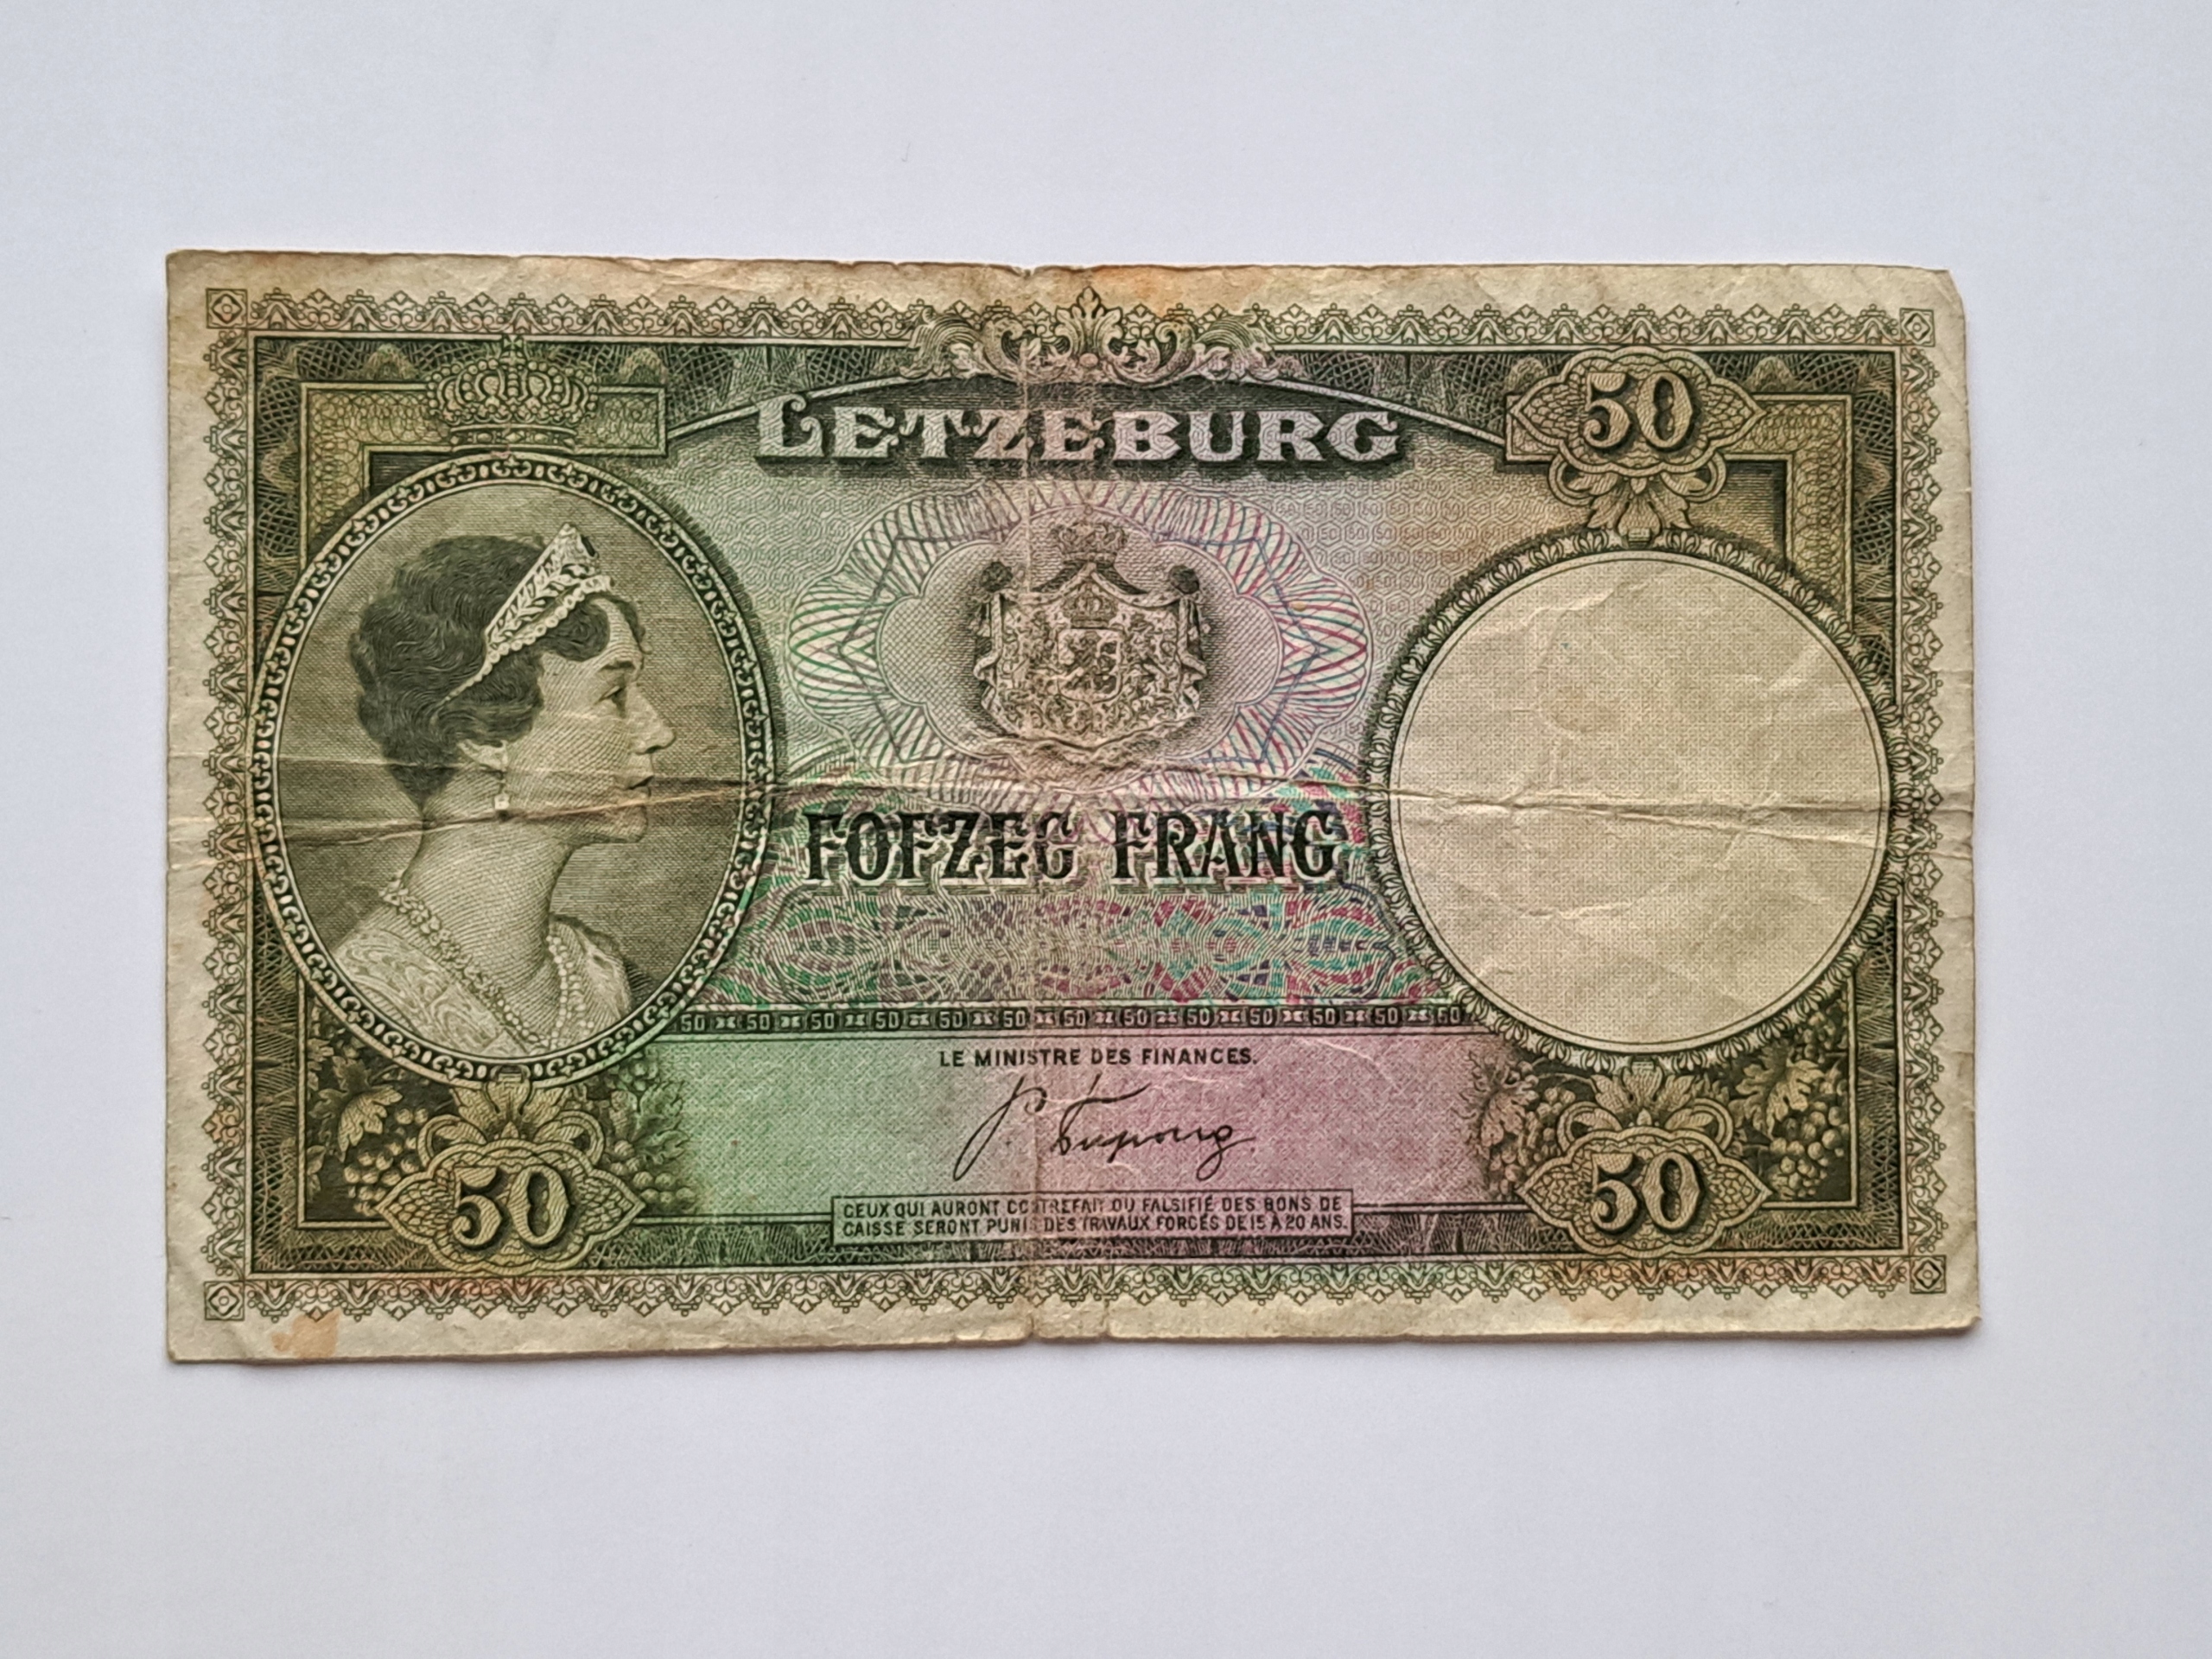 50
LETZEBURG
FOFZEG FRANG
50 50 50 50 50 50 50 50 50 50 50 50 50
LE MINISTRE DES FINANCES.
P. Dupong
50
50
CEUX QUI AURONT CONTREFAIT OU FALSIFIÉ DES BONS DE
CAISSE SERONT PUNIS DES TRAVAUX FORCÉS DE 15 À 20 ANS.